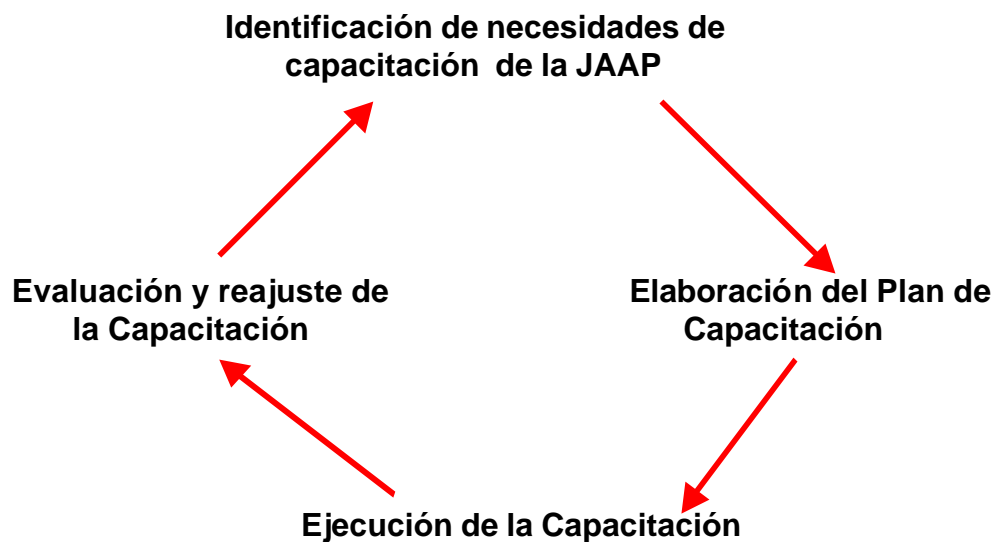 Identificación de necesidades de
capacitación de la JAAP
Evaluación y reajuste de
la Capacitación
Elaboración del Plan de
Capacitación
Ejecución de la Capacitación